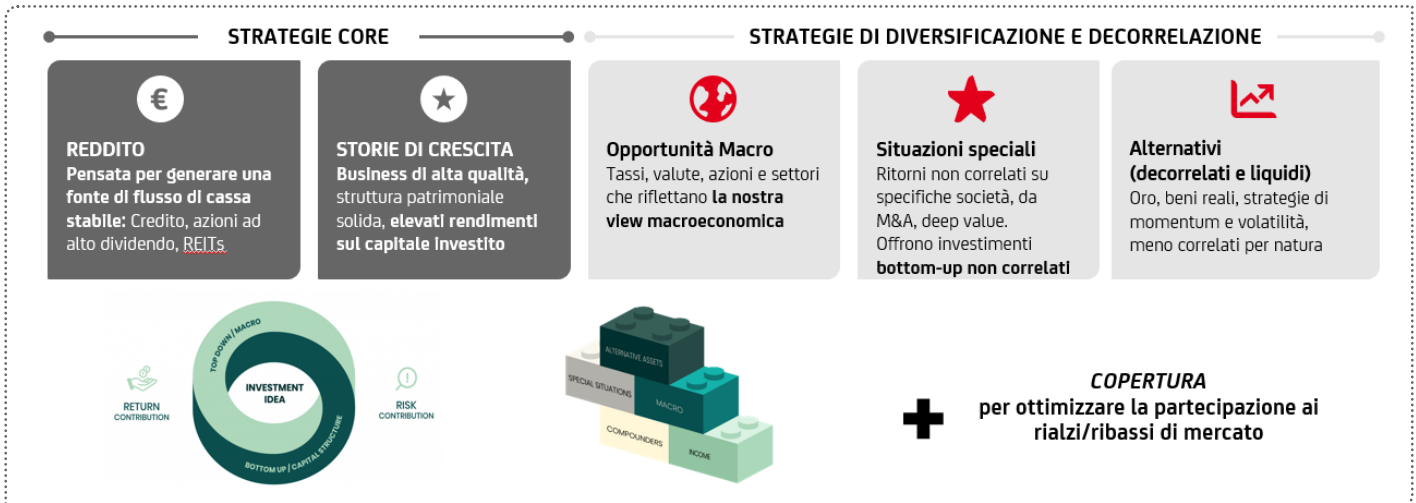 STRATEGIE CORE
STRATEGIE DI DIVERSIFICAZIONE E DECORRELAZIONE
€
REDDITO
Pensata per generare una
fonte di flusso di cassa
stabile: Credito, azioni ad
alto dividendo, REITs
STORIE DI CRESCITA
Business di alta qualità,
struttura patrimoniale
solida, elevati rendimenti
sul capitale investito
Opportunità Macro
Tassi, valute, azioni e settori
che riflettano la nostra
view macroeconomica
Situazioni speciali
Ritorni non correlati su
specifiche società, da
M&A, deep value.
Offrono investimenti
bottom-up non correlati
Alternativi
(decorrelati e liquidi)
Oro, beni reali, strategie di
momentum e volatilità,
meno correlati per natura
TOP DOWN / MACRO
INVESTMENT
IDEA
BOTTOM UP / CAPITAL STRUCTURE
RETURN
CONTRIBUTION
RISK
CONTRIBUTION
ALTERNATIVE ASSETS
SPECIAL SITUATIONS
MACRO
COMPOUNDERS
INCOME
COPERTURA
per ottimizzare la partecipazione ai
rialzi/ribassi di mercato